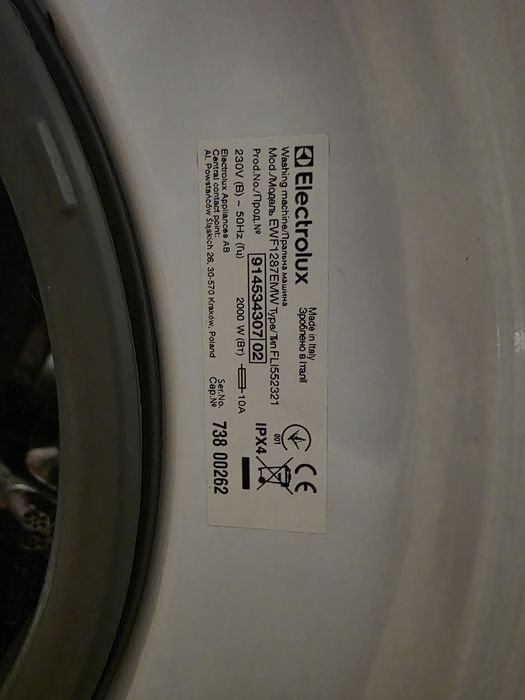 Electrolux
Made in Italy
Зроблено в Італії
Washing machine/Пральна машина
Mod./Модель EWF1287EMW Type/Тип FLI552321
Prod.No./Прод.№ 914534307 02
230V (В) ~ 50Hz (Гц) 2000 W (Вт) 10A
Electrolux Appliances AB
Central contact point:
Al. Powstańców Śląskich 26, 30-570 Kraków, Poland
CE
001
IPX4
Ser.No.
Сер.№ 738 00262